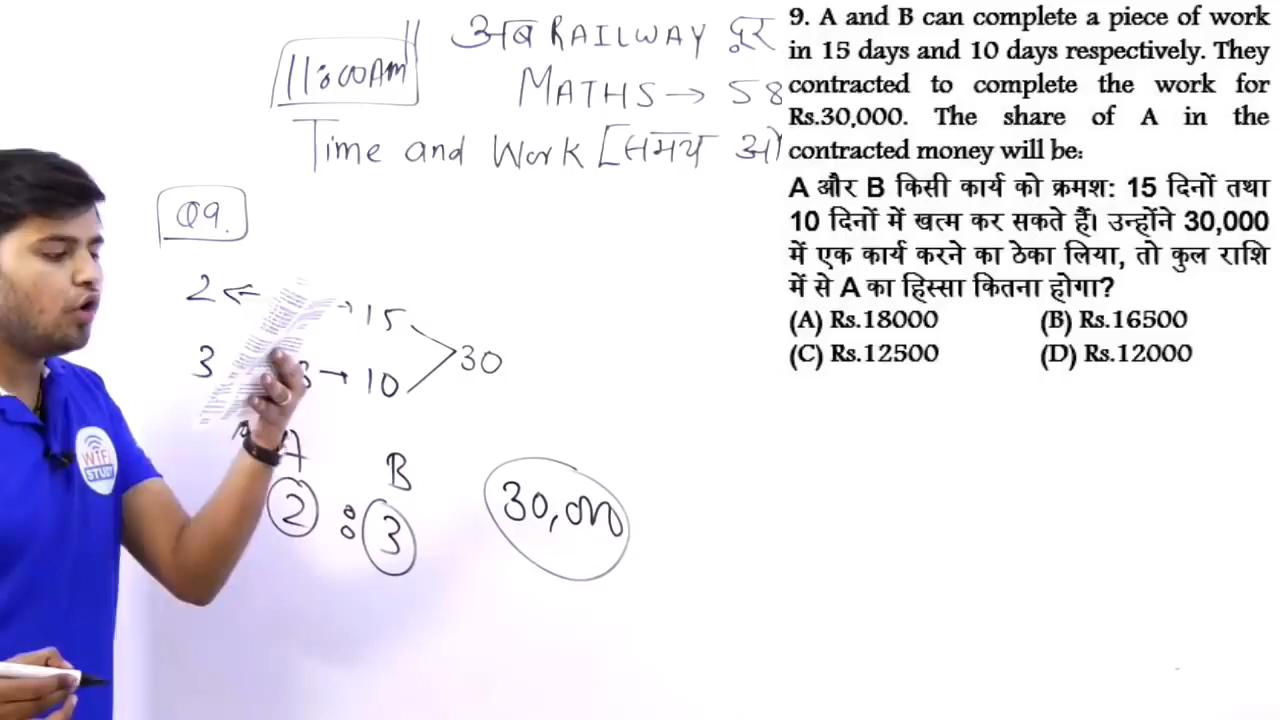 11:00AM
अब RAILWAY दूर
MATHS → 58
Time and Work [समय ओ
Q9.
2 ← → 15
3 B → 10
30
A B
2 : 3
30,000
WIFI
STUDY
9. A and B can complete a piece of work
in 15 days and 10 days respectively. They
contracted to complete the work for
Rs.30,000. The share of A in the
contracted money will be:
A और B किसी कार्य को क्रमश: 15 दिनों तथा
10 दिनों में खत्म कर सकते हैं। उन्होंने 30,000
में एक कार्य करने का ठेका लिया, तो कुल राशि
में से A का हिस्सा कितना होगा?
(A) Rs.18000 (B) Rs.16500
(C) Rs.12500 (D) Rs.12000